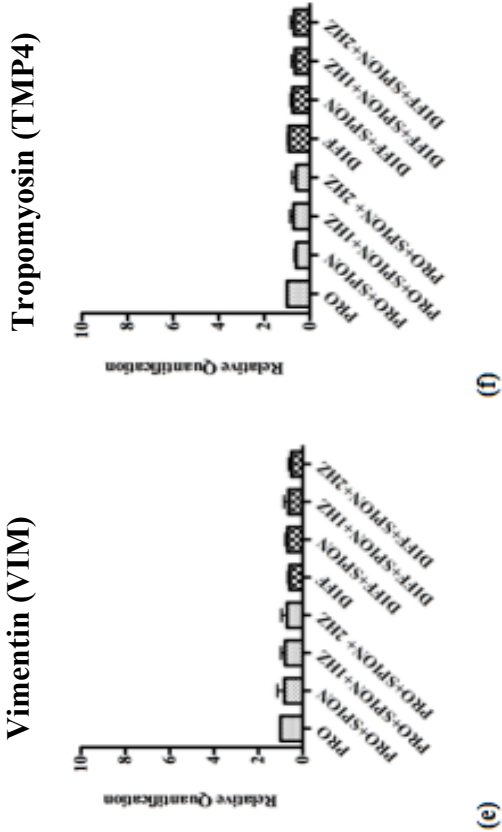 Vimentin (VIM)
Relative Quantification
10
8
6
4
2
0
PRO
PRO+SPION
PRO+SPION+1HZ
PRO+SPION+ 2HZ
DIFF
DIFF+SPION
DIFF+SPION+1HZ
DIFF+SPION+2HZ
(e)
Tropomyosin (TMP4)
Relative Quantification
10
8
6
4
2
0
PRO
PRO+SPION
PRO+SPION+1HZ
PRO+SPION+ 2HZ
DIFF
DIFF+SPION
DIFF+SPION+1HZ
DIFF+SPION+2HZ
(f)